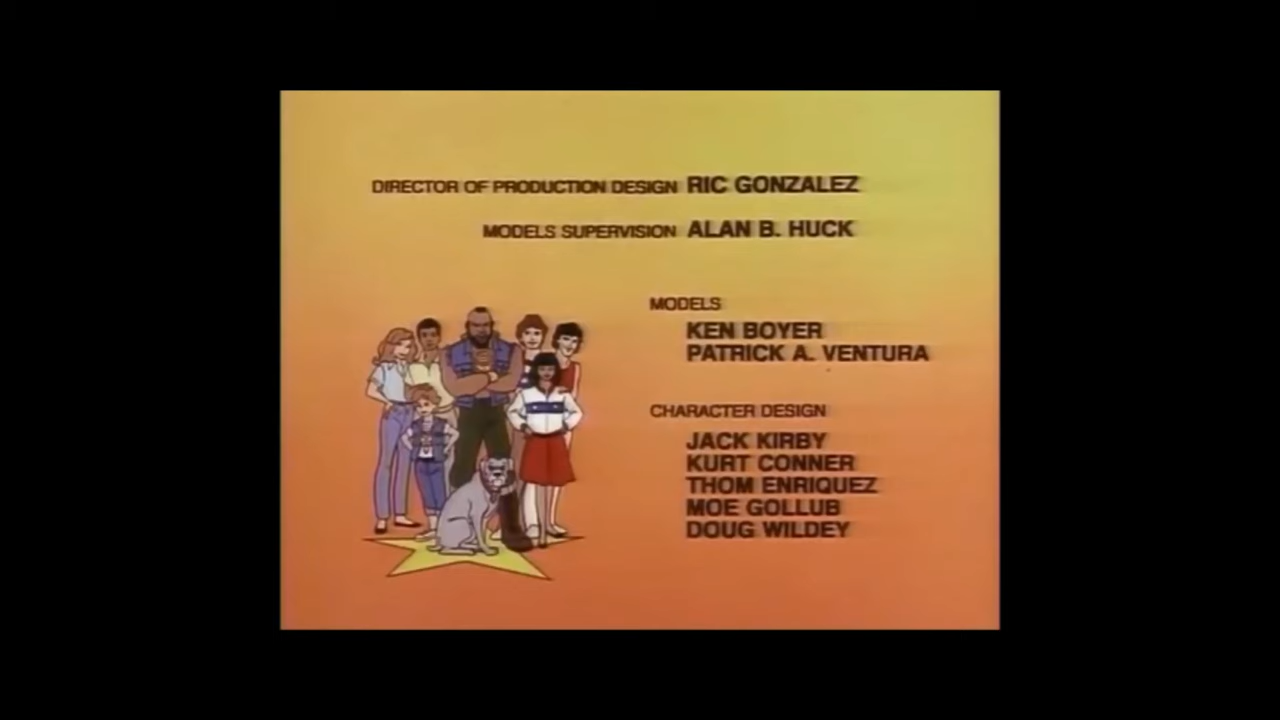 DIRECTOR OF PRODUCTION DESIGN RIC GONZALEZ
MODELS SUPERVISION ALAN B. HUCK
MODELS
KEN BOYER
PATRICK A. VENTURA
CHARACTER DESIGN
JACK KIRBY
KURT CONNER
THOM ENRIQUEZ
MOE GOLLUB
DOUG WILDEY